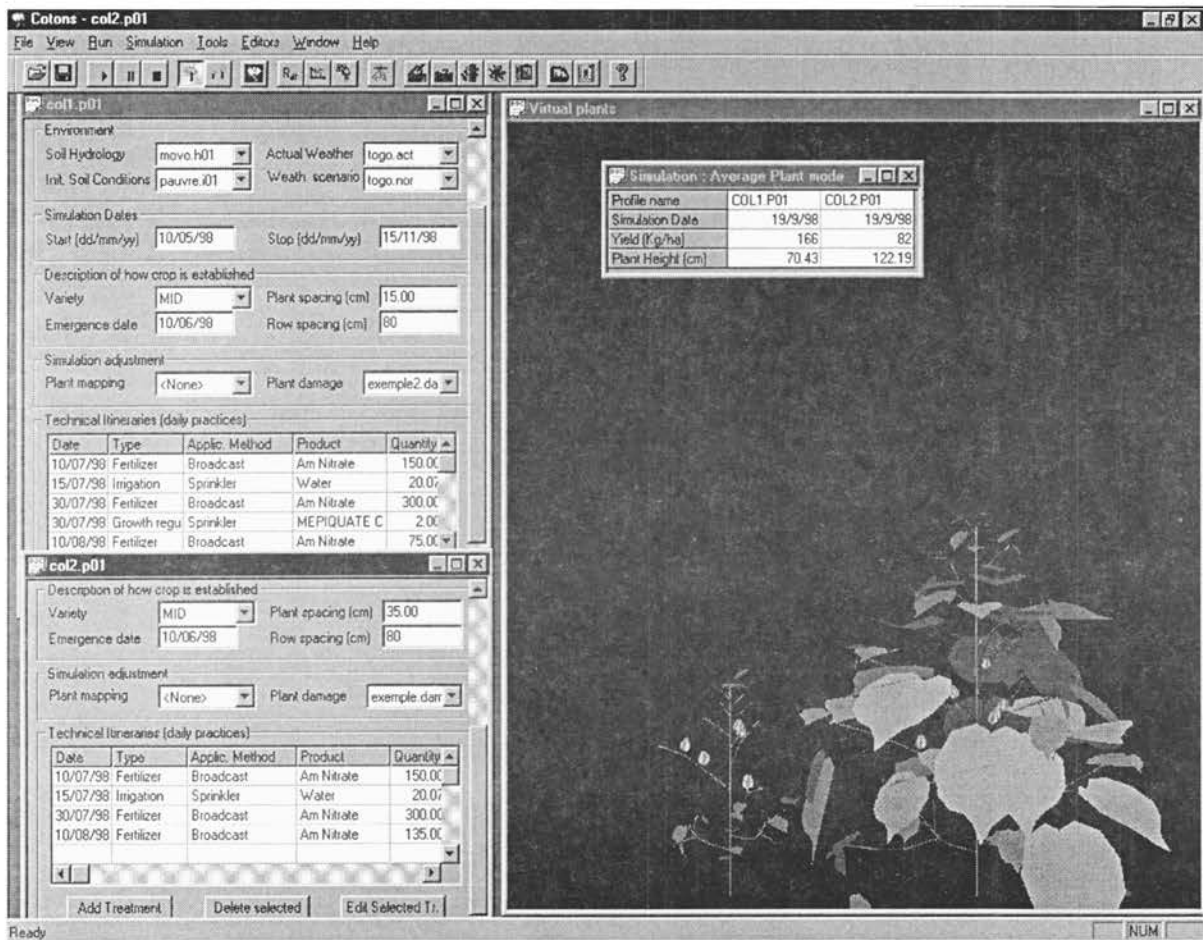 Cotons - col2.p01
File View Run Simulation Tools Editors Window Help
col1.p01
Environment
Soil Hydrology movo.h01 Actual Weather togo.act
Init. Soil Conditions pauvre.i01 Weath. scenario togo.nor
Simulation Dates
Start (dd/mm/yy) 10/05/98 Stop (dd/mm/yy) 15/11/98
Description of how crop is established
Variety MID Plant spacing (cm) 15.00
Emergence date 10/06/98 Row spacing (cm) 80
Simulation adjustment
Plant mapping <None> Plant damage exemple2.da
Technical Itineraries (daily practices)
Date Type Applic. Method Product Quantity
10/07/98 Fertilizer Broadcast Am Nitrate 150.00
15/07/98 Irrigation Sprinkler Water 20.07
30/07/98 Fertilizer Broadcast Am Nitrate 300.00
30/07/98 Growth regu Sprinkler MEPIQUATE C 2.00
10/08/98 Fertilizer Broadcast Am Nitrate 75.00
col2.p01
Description of how crop is established
Variety MID Plant spacing (cm) 35.00
Emergence date 10/06/98 Row spacing (cm) 80
Simulation adjustment
Plant mapping <None> Plant damage exemple.dam
Technical Itineraries (daily practices)
Date Type Applic. Method Product Quantity
10/07/98 Fertilizer Broadcast Am Nitrate 150.00
15/07/98 Irrigation Sprinkler Water 20.07
30/07/98 Fertilizer Broadcast Am Nitrate 300.00
10/08/98 Fertilizer Broadcast Am Nitrate 135.00
Add Treatment Delete selected Edit Selected Tr.
Virtual plants
Simulation : Average Plant mode
Profile name COL1.P01 COL2.P01
Simulation Date 19/9/98 19/9/98
Yield (Kg/ha) 166 82
Plant Height (cm) 70.43 122.19
Ready NUM